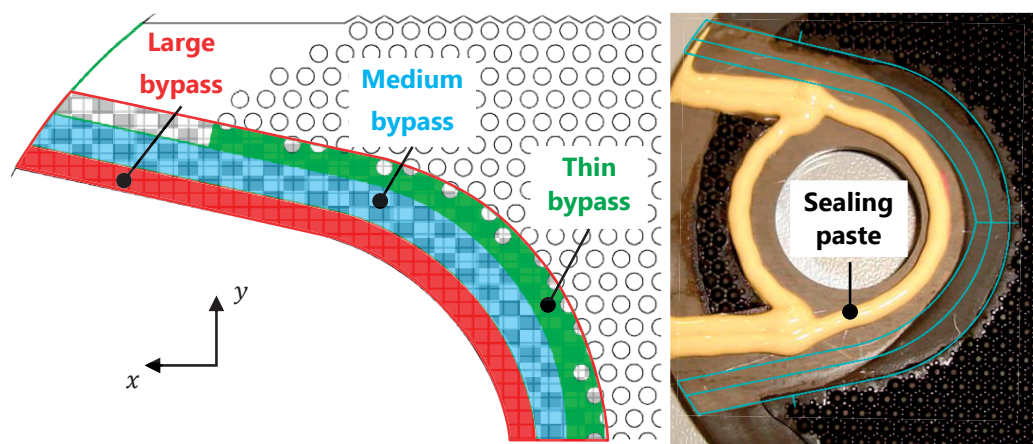 Large
bypass
Medium
bypass
Thin
bypass
y
x
Sealing
paste